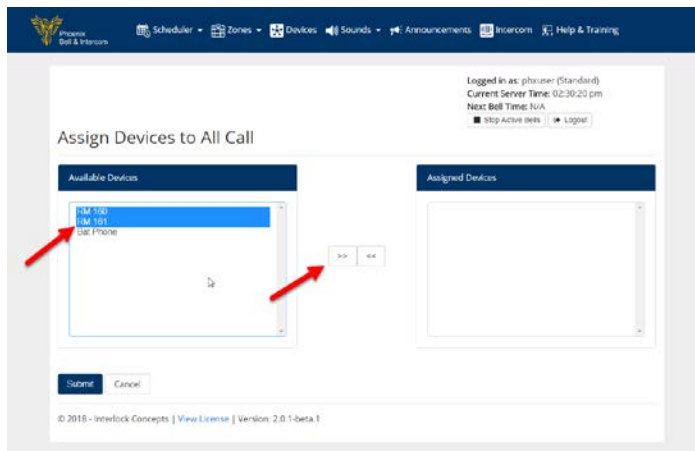 Phoenix
Bell & Intercom
Scheduler Zones Devices Sounds Announcements Intercom Help & Training
Logged in as: phxuser (Standard)
Current Server Time: 02:30:20 pm
Next Bell Time: N/A
Stop Active Bells Logout
Assign Devices to All Call
Available Devices
Assigned Devices
RM 160
RM 161
Bat Phone
>> <<
Submit Cancel
© 2018 - Interlock Concepts | View License | Version: 2.0.1-beta.1